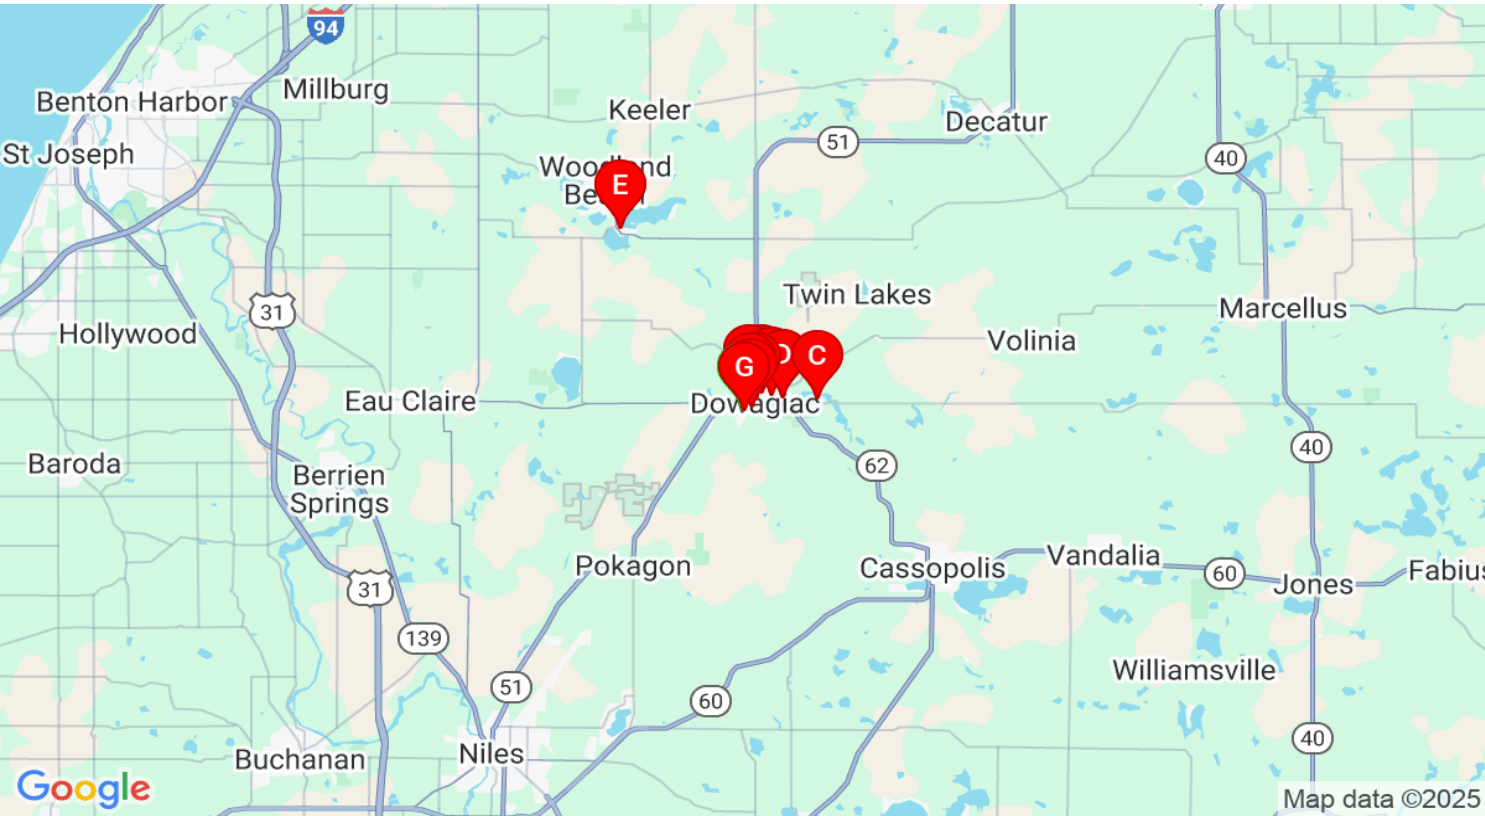 94
Millburg
Benton Harbor
Keeler
Decatur
51
St Joseph
40
Woodland
E
31
Twin Lakes
Marcellus
Hollywood
Volinia
D
C
G
Eau Claire
Dowagiac
40
Baroda
62
Berrien
Springs
Vandalia
Pokagon
Cassopolis
60
Jones
Fabius
31
139
Williamsville
51
60
40
Niles
Buchanan
Google
Map data ©2025